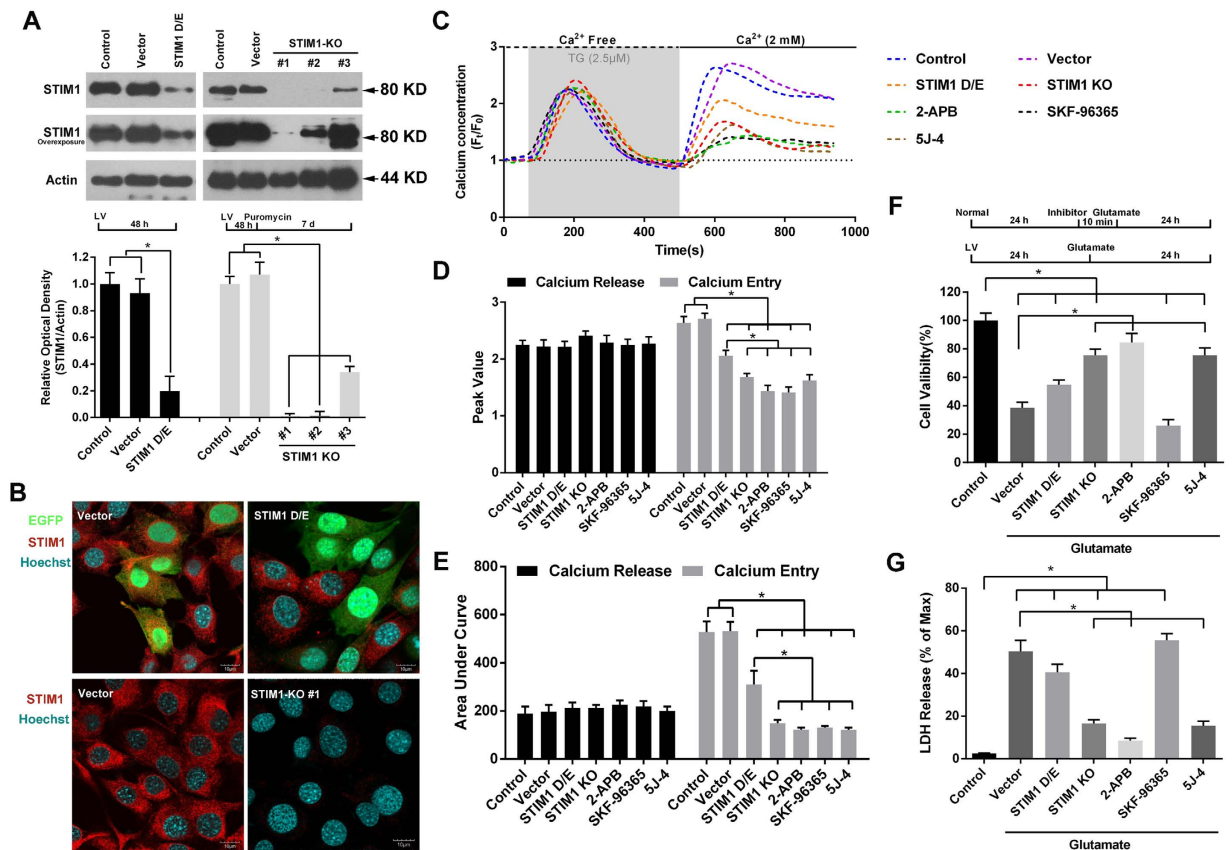 A
Control
Vector
STIM1 D/E
Control
Vector
STIM1-KO
#1 #2 #3
STIM1
80 KD
STIM1
Overexposure
80 KD
Actin
44 KD
LV
48 h
LV Puromycin
48 h 7 d
*
*
Relative Optical Density
(STIM1/Actin)
1.2
1.0
0.8
0.6
0.4
0.2
0.0
Control
Vector
STIM1 D/E
Control
Vector
#1
#2
#3
STIM1 KO
B
EGFP
STIM1
Hoechst
Vector
10μm
STIM1 D/E
10μm
STIM1
Hoechst
Vector
10μm
STIM1-KO #1
10μm
C
Ca2+ Free
Ca2+ (2 mM)
TG (2.5μM)
Calcium concentration
(Ft/F0)
3
2
1
0
0 200 400 600 800 1000
Time(s)
Control
Vector
STIM1 D/E
STIM1 KO
2-APB
SKF-96365
5J-4
D
Calcium Release Calcium Entry
*
*
Peak Value
3
2
1
0
Control
Vector
STIM1 D/E
STIM1 KO
2-APB
SKF-96365
5J-4
Control
Vector
STIM1 D/E
STIM1 KO
2-APB
SKF-96365
5J-4
E
Calcium Release Calcium Entry
*
*
Area Under Curve
800
600
400
200
0
Control
Vector
STIM1 D/E
STIM1 KO
2-APB
SKF-96365
5J-4
Control
Vector
STIM1 D/E
STIM1 KO
2-APB
SKF-96365
5J-4
F
Normal Inhibitor Glutamate
24 h 10 min 24 h
LV Glutamate
24 h 24 h
*
*
Cell Valibilty(%)
120
100
80
60
40
20
0
Control
Vector
STIM1 D/E
STIM1 KO
2-APB
SKF-96365
5J-4
Glutamate
G
*
*
LDH Release (% of Max)
80
60
40
20
0
Control
Vector
STIM1 D/E
STIM1 KO
2-APB
SKF-96365
5J-4
Glutamate